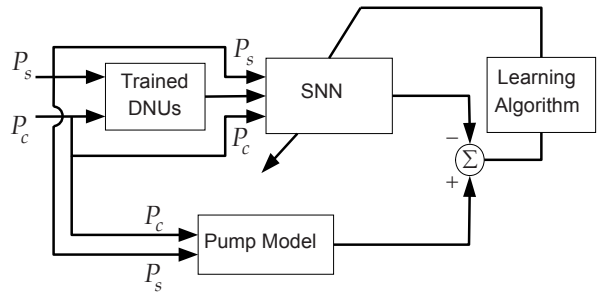 P_s
P_s
Trained
DNUs
SNN
Learning
Algorithm
P_c
P_c
−
Σ
+
P_c
Pump Model
P_s